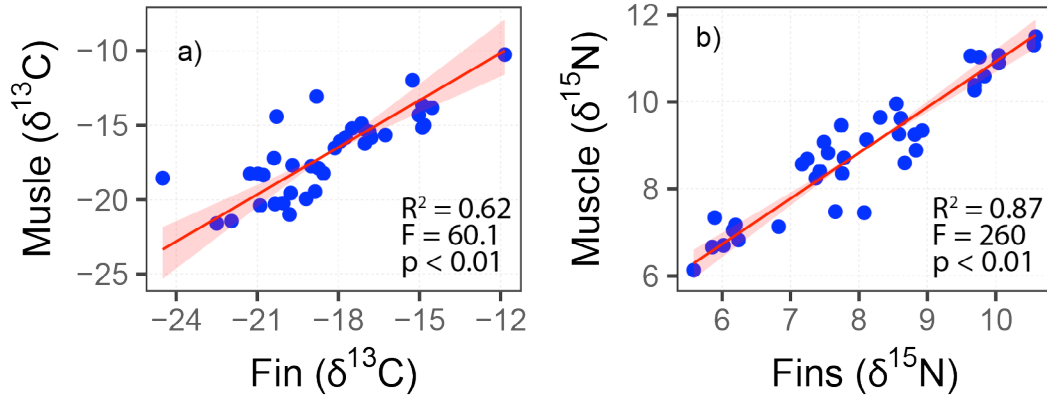 a)
Musle (δ¹³C)
−10
−15
−20
−25
R² = 0.62
F = 60.1
p < 0.01
−24 −21 −18 −15 −12
Fin (δ¹³C)
b)
Muscle (δ¹⁵N)
12
10
8
6
R² = 0.87
F = 260
p < 0.01
6 7 8 9 10
Fins (δ¹⁵N)